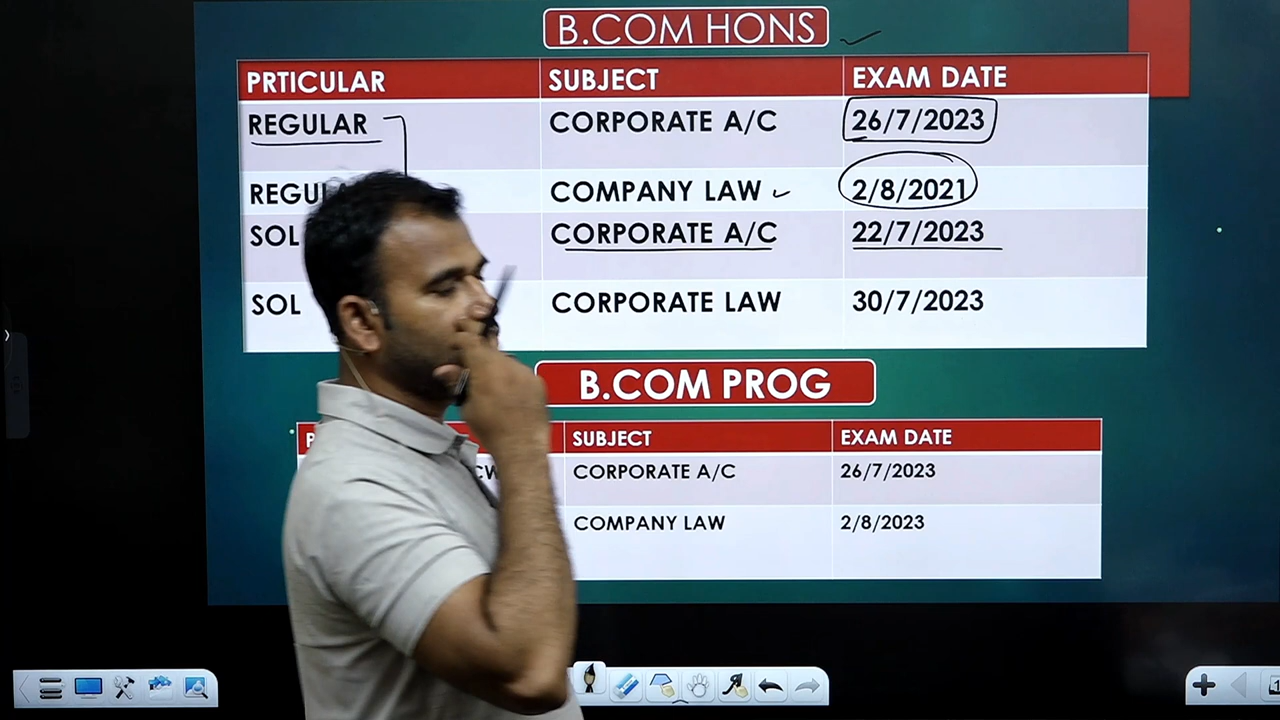 B.COM HONS
PRTICULAR SUBJECT EXAM DATE
REGULAR CORPORATE A/C 26/7/2023
COMPANY LAW 2/8/2021
SOL CORPORATE A/C 22/7/2023
SOL CORPORATE LAW 30/7/2023
B.COM PROG
SUBJECT EXAM DATE
CORPORATE A/C 26/7/2023
COMPANY LAW 2/8/2023